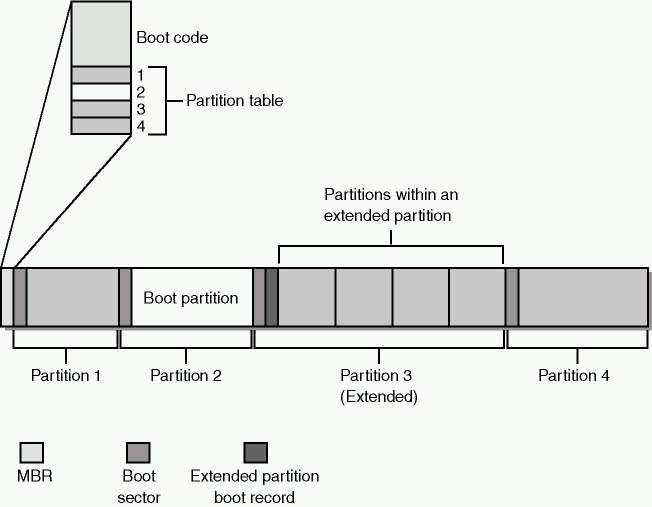 Boot code
1
2
3
4
Partition table
Partitions within an
extended partition
Boot partition
Partition 1
Partition 2
Partition 3
(Extended)
Partition 4
MBR
Boot
sector
Extended partition
boot record